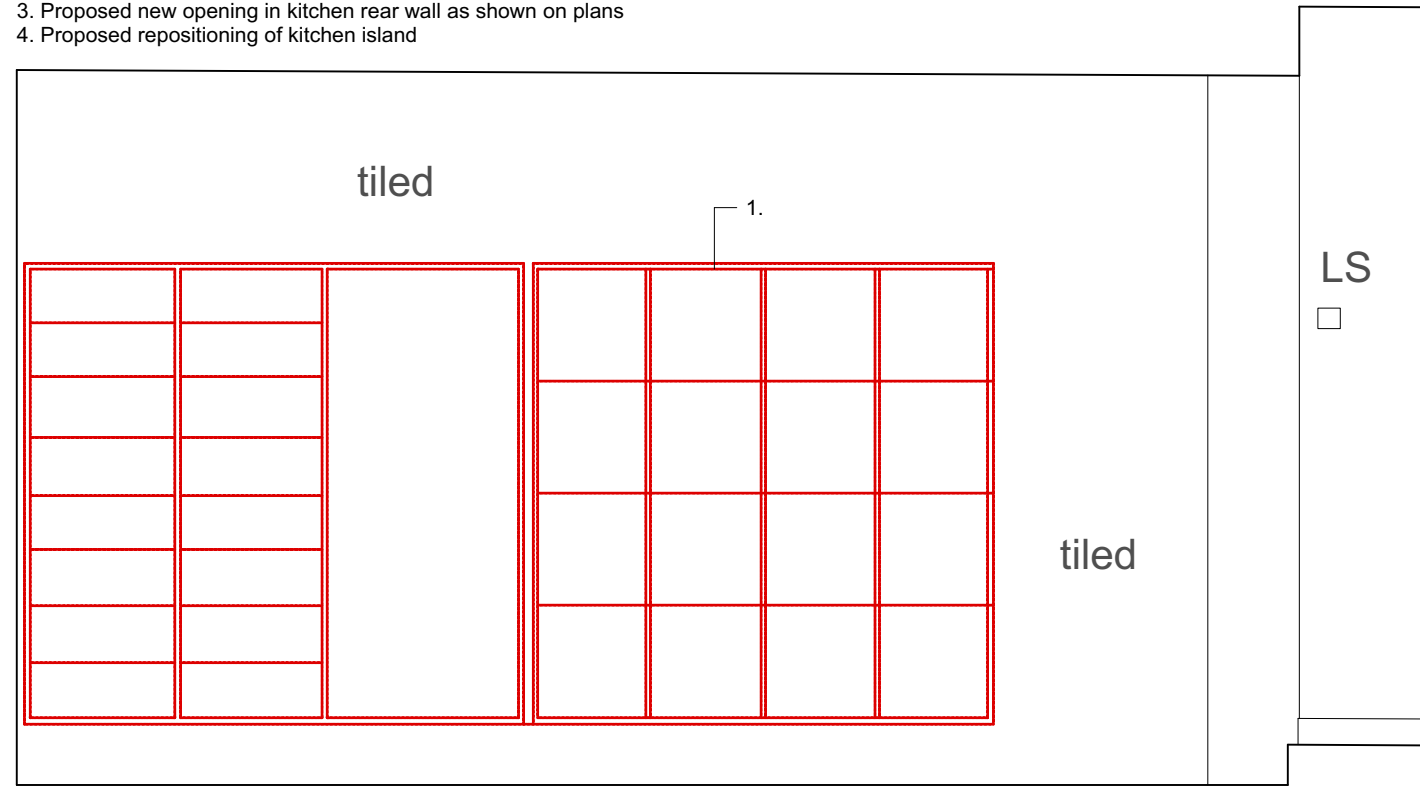 3. Proposed new opening in kitchen rear wall as shown on plans
4. Proposed repositioning of kitchen island
tiled
1.
LS
tiled